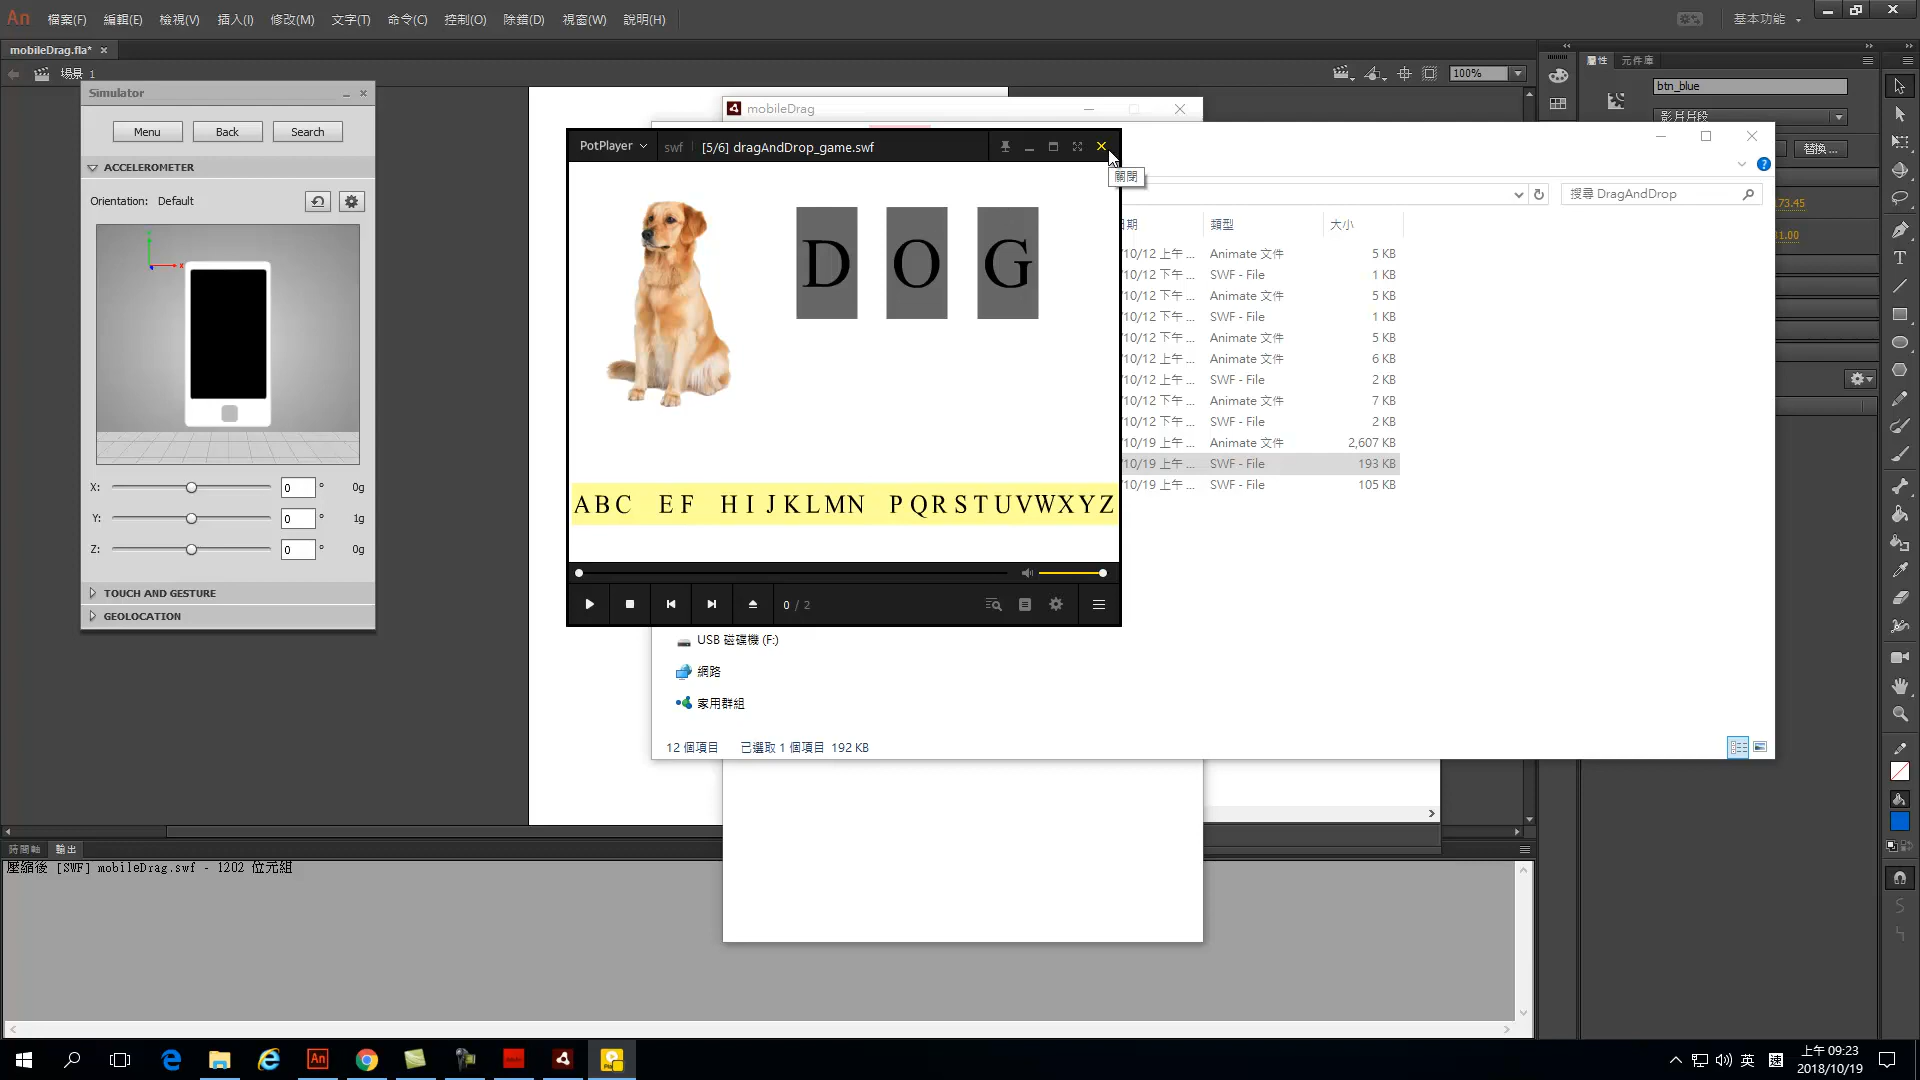 An 檔案(F) 編輯(E) 檢視(V) 插入(I) 修改(M) 文字(T) 命令(C) 控制(O) 除錯(D) 視窗(W) 說明(H) 基本功能
mobileDrag.fla* ×
場景 1 100% 屬性 元件庫
Simulator
Menu Back Search
ACCELEROMETER
Orientation: Default
X: 0 ° 0g
Y: 0 ° 1g
Z: 0 ° 0g
TOUCH AND GESTURE
GEOLOCATION
mobileDrag
btn_blue
影片片段
替換...
PotPlayer swf [5/6] dragAndDrop_game.swf
關閉
D O G
ABC EF HIJKLMN PQRSTUVWXYZ
0 / 2
搜尋 DragAndDrop
73.45
類型 大小
/10/12 上午 ... Animate 文件 5 KB
/10/12 下午 ... SWF - File 1 KB
/10/12 上午 ... Animate 文件 5 KB
/10/12 下午 ... SWF - File 1 KB
/10/12 下午 ... Animate 文件 5 KB
/10/12 上午 ... Animate 文件 6 KB
/10/12 上午 ... SWF - File 2 KB
/10/12 下午 ... Animate 文件 7 KB
/10/12 下午 ... SWF - File 2 KB
/10/19 上午 ... Animate 文件 2,607 KB
/10/19 上午 ... SWF - File 193 KB
/10/19 上午 ... SWF - File 105 KB
USB 磁碟機 (F:)
網路
家用群組
12 個項目 已選取 1 個項目 192 KB
時間軸 輸出
壓縮後 [SWF] mobileDrag.swf - 1202 位元組
英
上午 09:23
2018/10/19